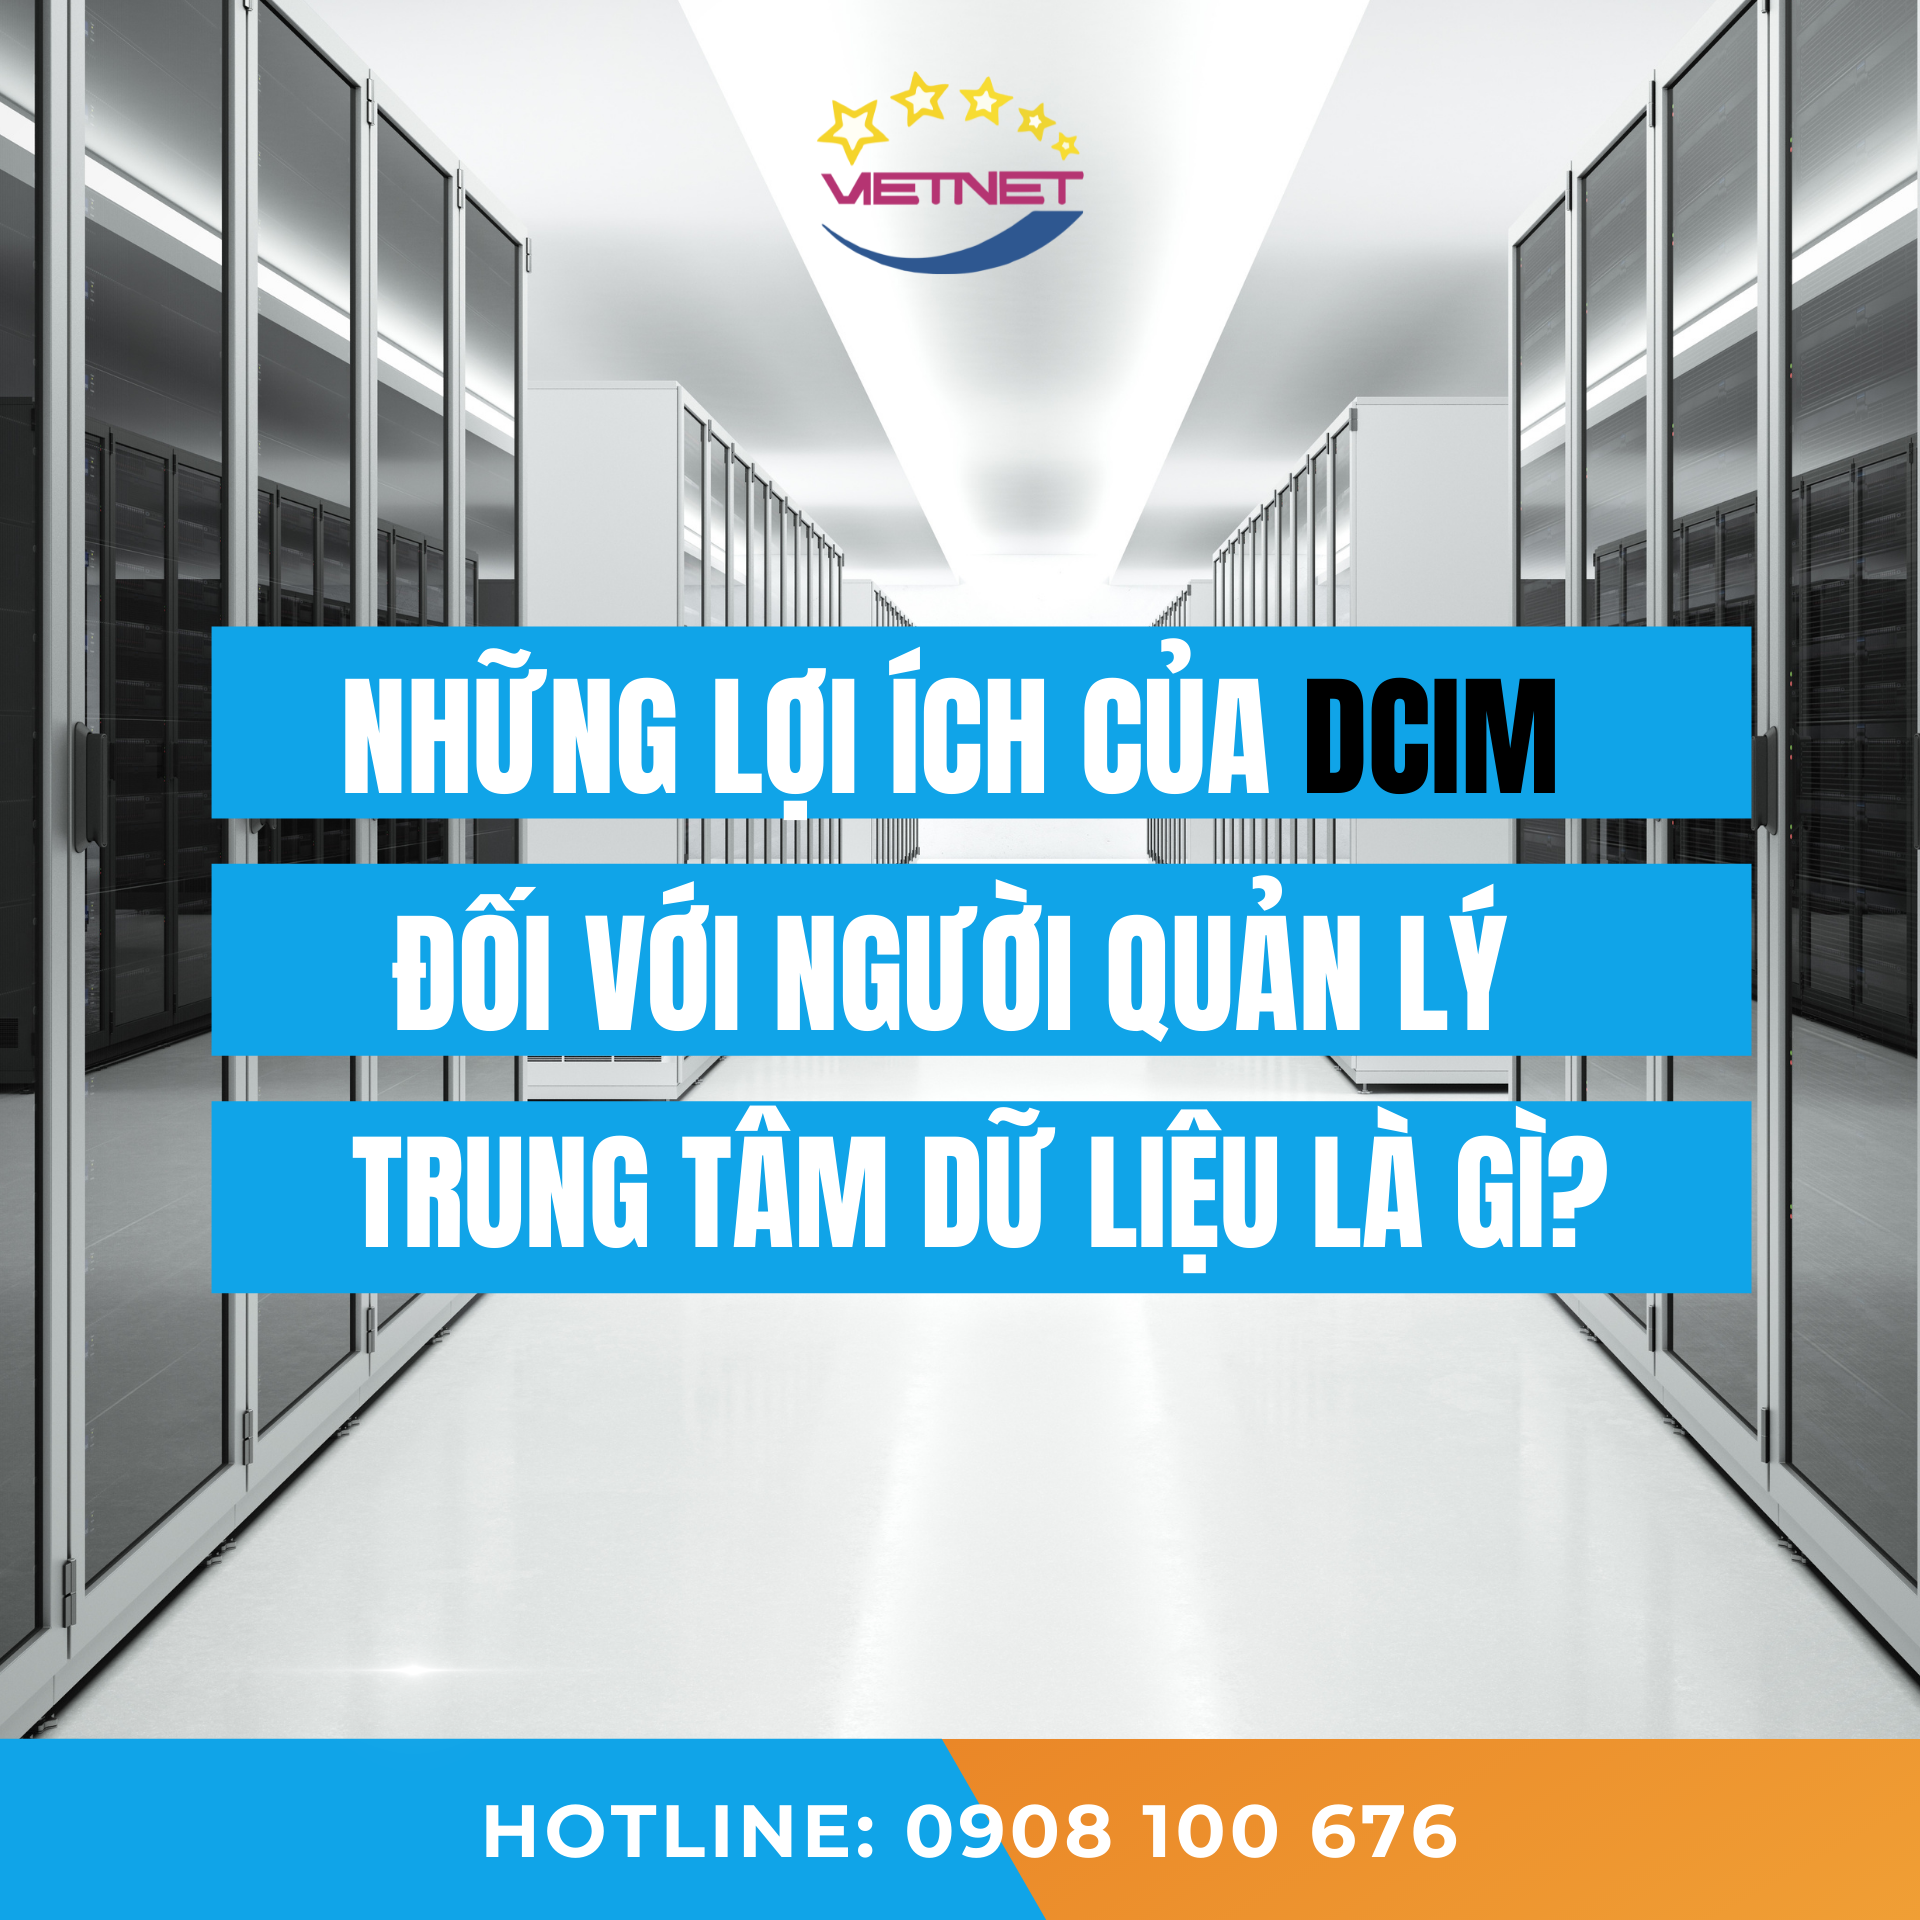 VIETNET
NHỮNG LỢI ÍCH CỦA DCIM
ĐỐI VỚI NGƯỜI QUẢN LÝ
TRUNG TÂM DỮ LIỆU LÀ GÌ?
HOTLINE: 0908 100 676